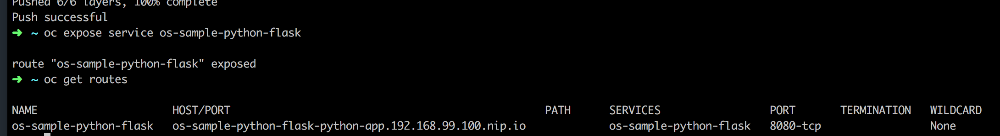 Pushed 6/6 layers, 100% complete
Push successful
➜ ~ oc expose service os-sample-python-flask
route "os-sample-python-flask" exposed
➜ ~ oc get routes
NAME HOST/PORT PATH SERVICES PORT TERMINATION WILDCARD
os-sample-python-flask os-sample-python-flask-python-app.192.168.99.100.nip.io os-sample-python-flask 8080-tcp None